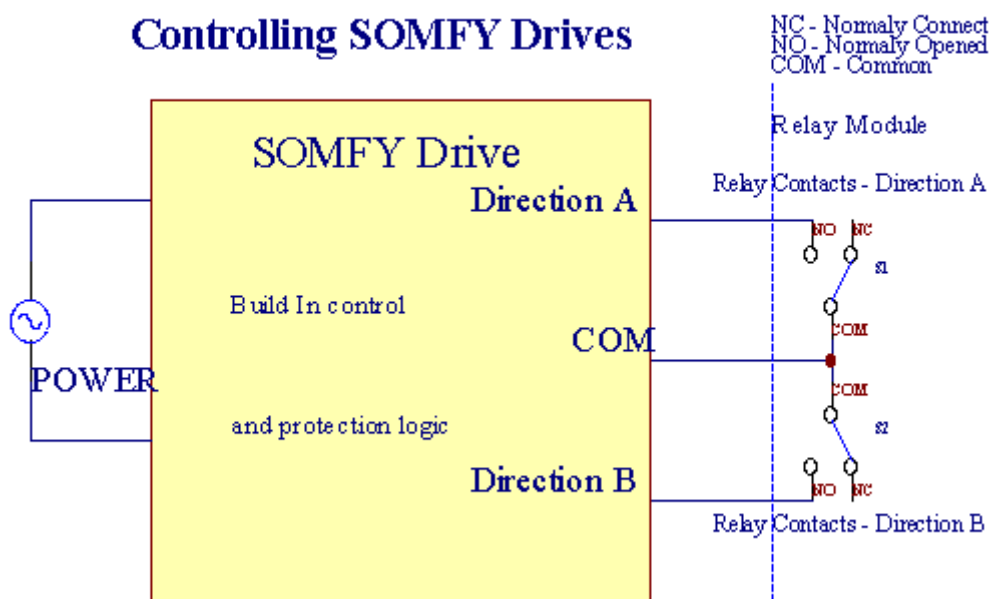 Controlling SOMFY Drives
NC - Normaly Connect
NO - Normaly Opened
COM - Common
Relay Module
SOMFY Drive
Relay Contacts - Direction A
Direction A
NO
NC
S1
Build In control
COM
COM
POWER
COM
and protection logic
S2
Direction B
NO
NC
Relay Contacts - Direction B